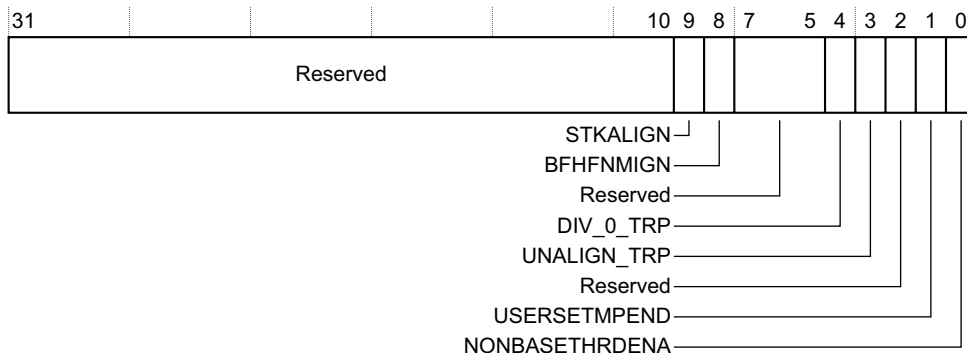 31 10 9 8 7 5 4 3 2 1 0
Reserved
STKALIGN
BFHFNMIGN
Reserved
DIV_0_TRP
UNALIGN_TRP
Reserved
USERSETMPEND
NONBASETHRDENA